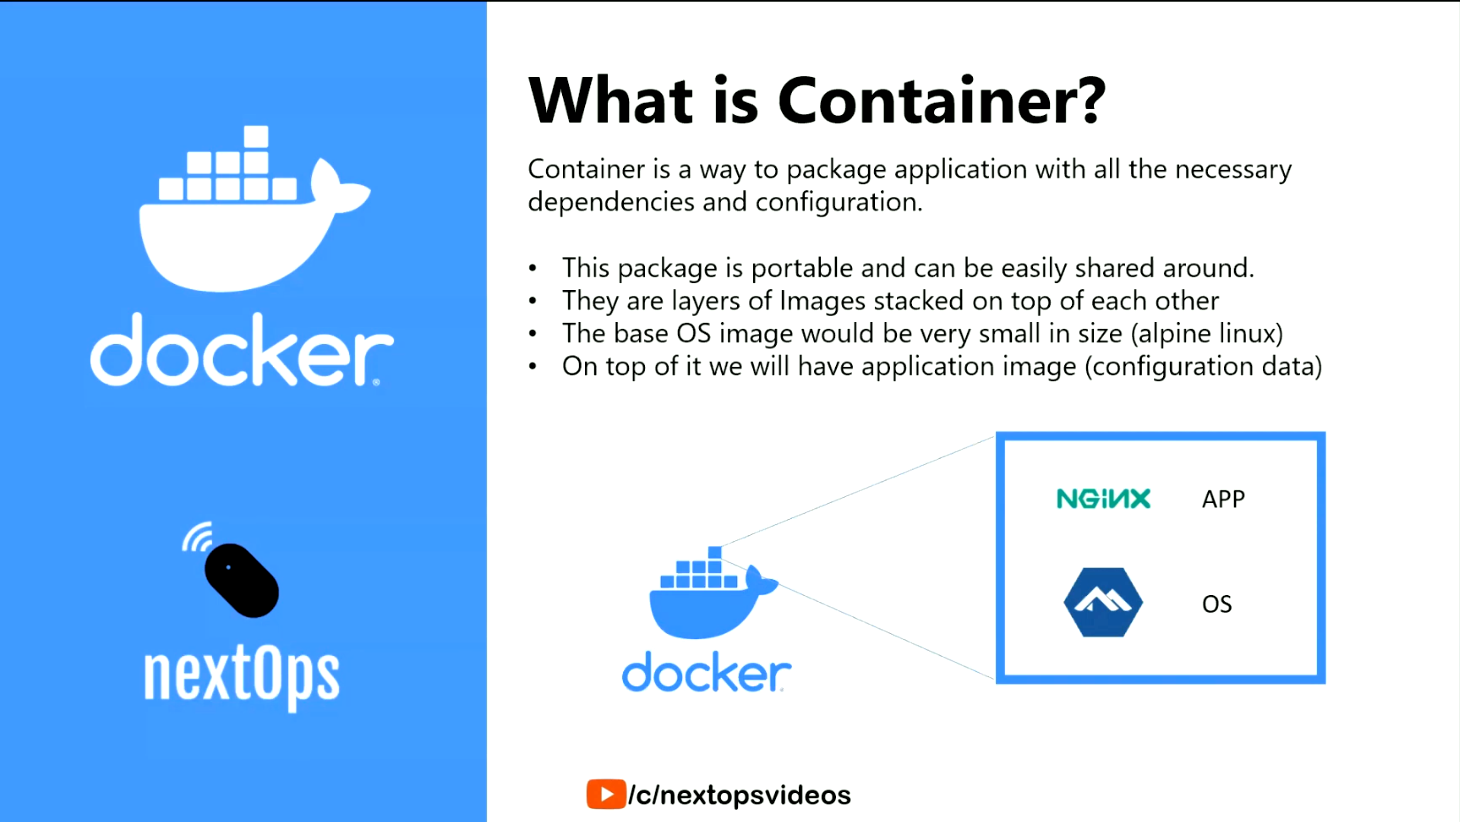 docker
nextOps
What is Container?
Container is a way to package application with all the necessary
dependencies and configuration.
• This package is portable and can be easily shared around.
• They are layers of Images stacked on top of each other
• The base OS image would be very small in size (alpine linux)
• On top of it we will have application image (configuration data)
docker
NGiNX APP
OS
/c/nextopsvideos